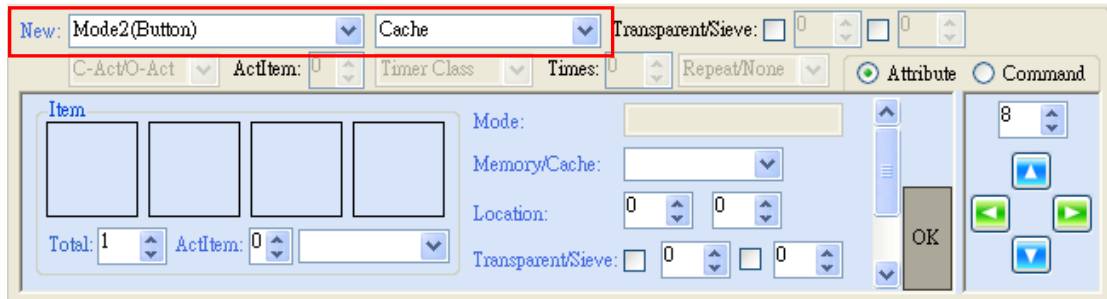 New: Mode2(Button) Cache Transparent/Sieve: 0 0
C-Act/O-Act ActItem: 0 Timer Class Times: 0 Repeat/None Attribute Command
Item
Mode:
8
Memory/Cache:
Location: 0 0
OK
Total: 1 ActItem: 0
Transparent/Sieve: 0 0